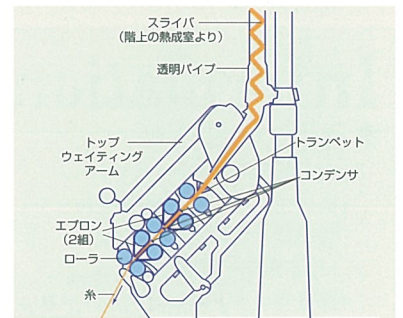 スライバ
(階上の熟成室より)
透明パイプ
トップ
ウェイティング
アーム
トランペット
コンデンサ
エプロン
(2組)
ローラ
糸